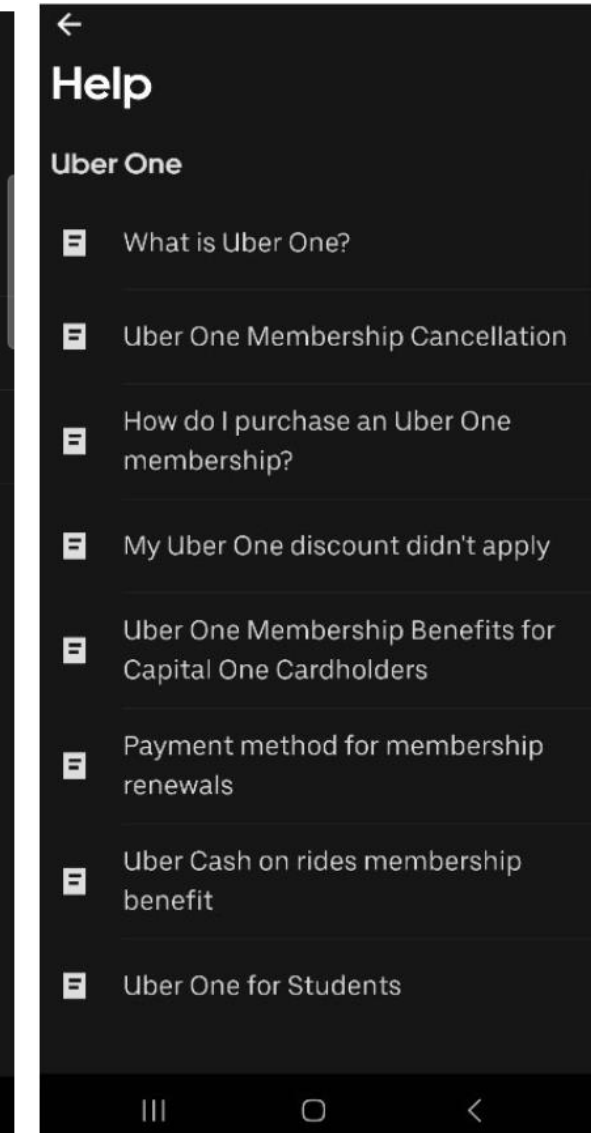 Help
Uber One
What is Uber One?
Uber One Membership Cancellation
How do I purchase an Uber One
membership?
My Uber One discount didn't apply
Uber One Membership Benefits for
Capital One Cardholders
Payment method for membership
renewals
Uber Cash on rides membership
benefit
Uber One for Students